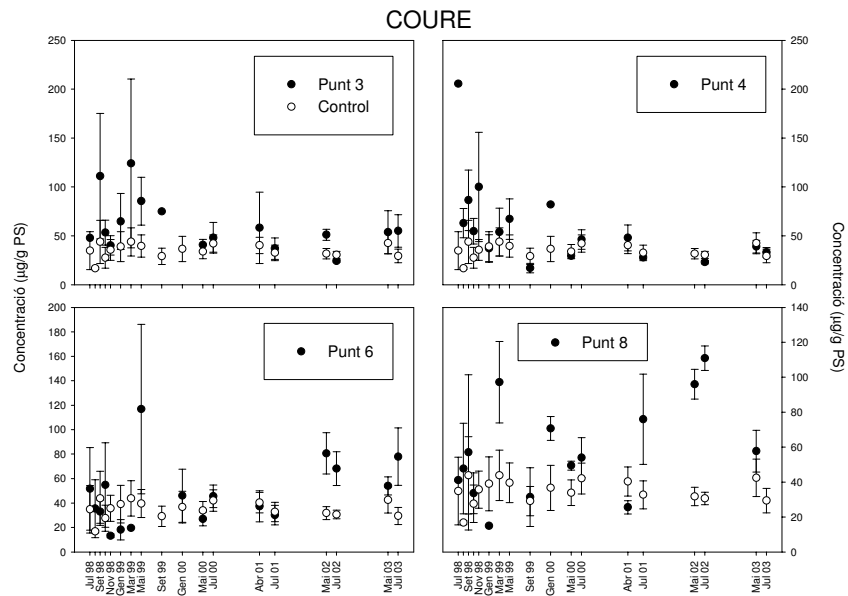 COURE
250
200
150
100
50
0
Concentració (µg/g PS)
Punt 3
Control
Punt 4
250
200
150
100
50
0
Concentració (µg/g PS)
200
180
160
140
120
100
80
60
40
20
0
Punt 6
Punt 8
140
120
100
80
60
40
20
0
Jul 98
Set 98
Nov 98
Gen 99
Mar 99
Mai 99
Set 99
Gen 00
Mai 00
Jul 00
Abr 01
Jul 01
Mai 02
Jul 02
Mai 03
Jul 03
Jul 98
Set 98
Nov 98
Gen 99
Mar 99
Mai 99
Set 99
Gen 00
Mai 00
Jul 00
Abr 01
Jul 01
Mai 02
Jul 02
Mai 03
Jul 03